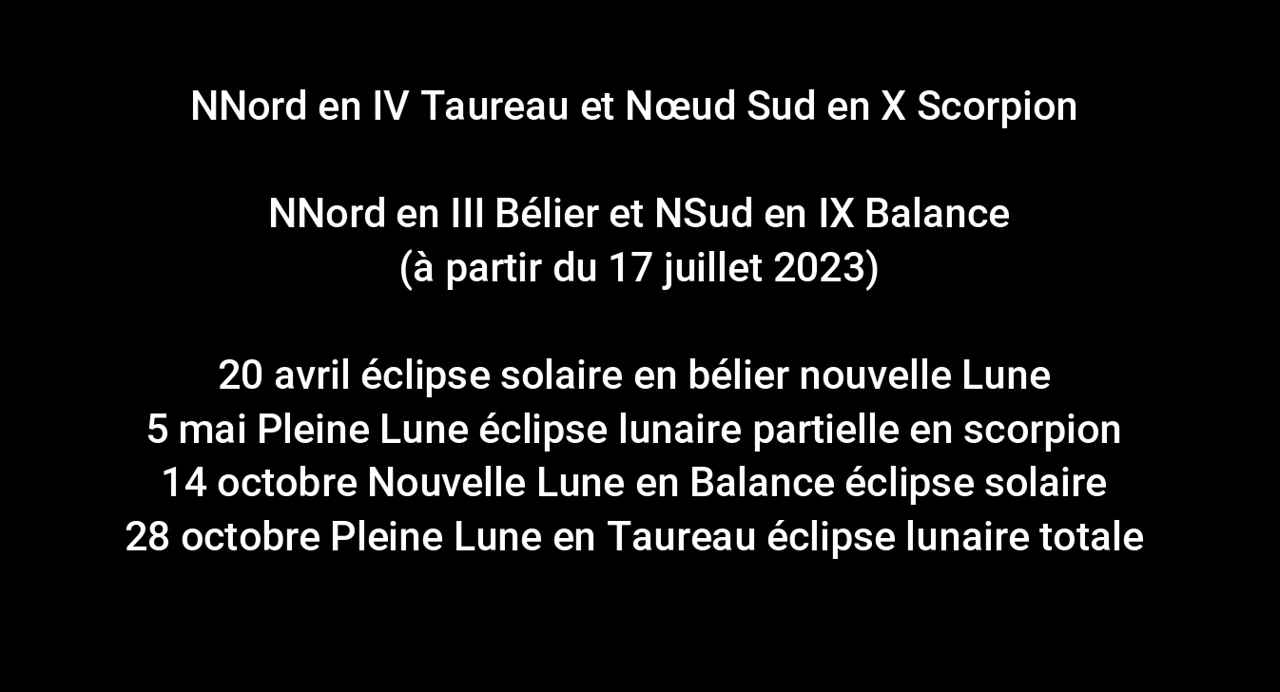 NNord en IV Taureau et Nœud Sud en X Scorpion
NNord en III Bélier et NSud en IX Balance
(à partir du 17 juillet 2023)
20 avril éclipse solaire en bélier nouvelle Lune
5 mai Pleine Lune éclipse lunaire partielle en scorpion
14 octobre Nouvelle Lune en Balance éclipse solaire
28 octobre Pleine Lune en Taureau éclipse lunaire totale